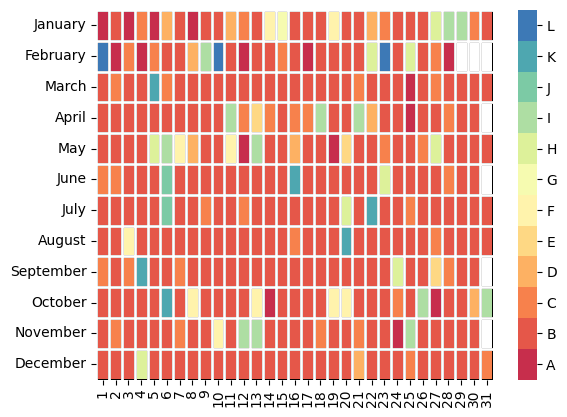 January
February
March
April
May
June
July
August
September
October
November
December
1 2 3 4 5 6 7 8 9 10 11 12 13 14 15 16 17 18 19 20 21 22 23 24 25 26 27 28 29 30 31
L
K
J
I
H
G
F
E
D
C
B
A